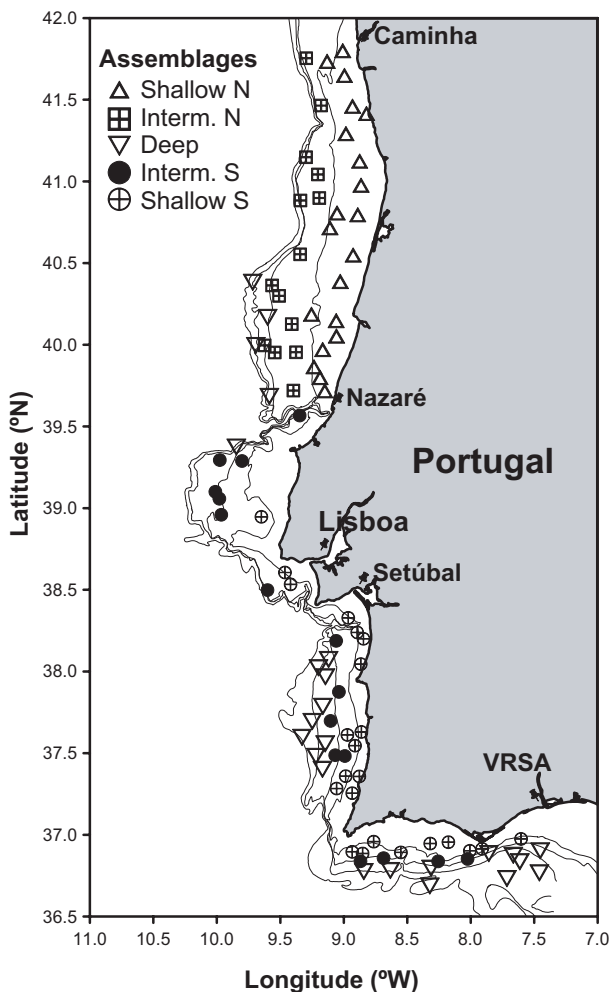 42.0
41.5
41.0
40.5
40.0
39.5
39.0
38.5
38.0
37.5
37.0
36.5
Latitude (ºN)
Assemblages
Shallow N
Interm. N
Deep
Interm. S
Shallow S
Caminha
Nazaré
Portugal
Lisboa
Setúbal
VRSA
11.0 10.5 10.0 9.5 9.0 8.5 8.0 7.5 7.0
Longitude (ºW)